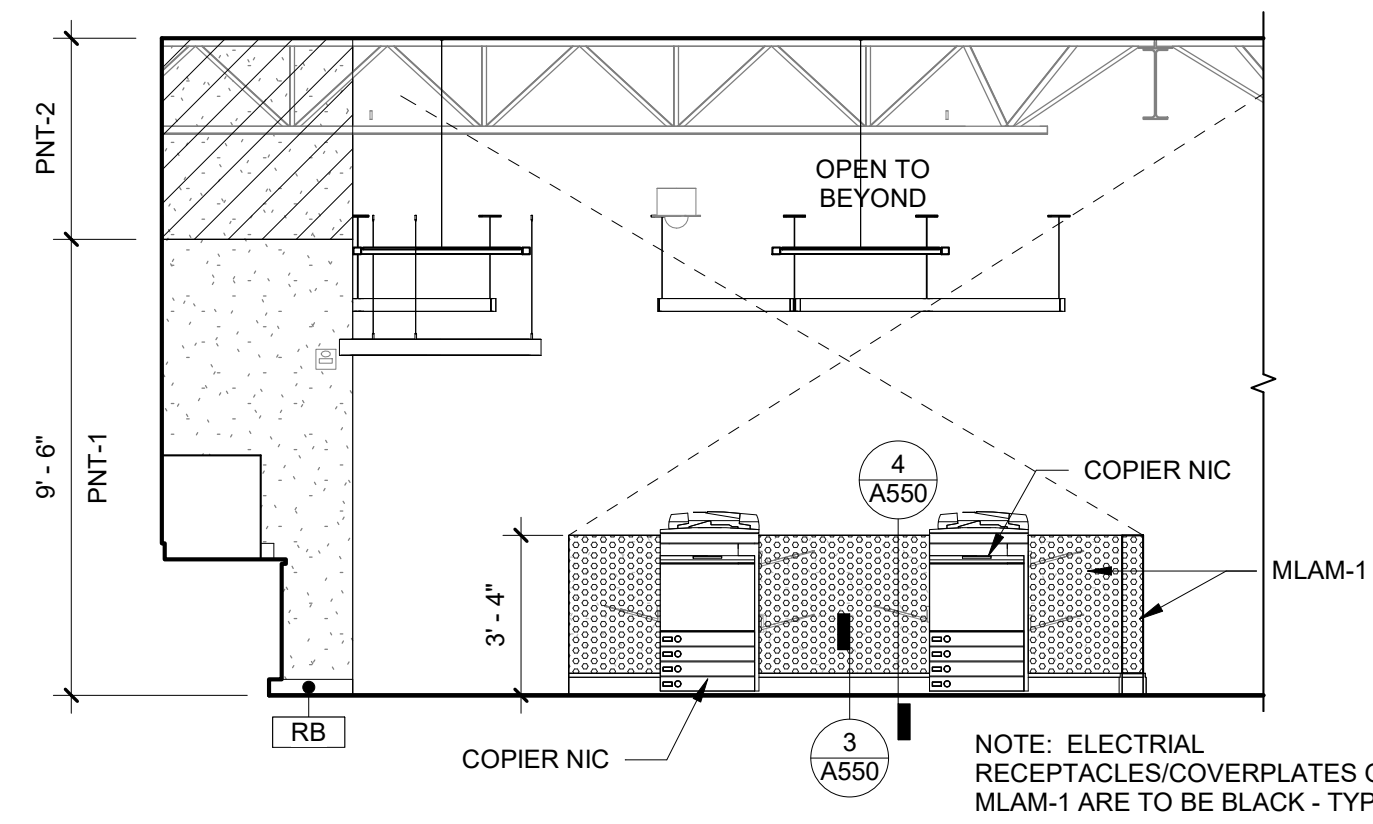 PNT-2
OPEN TO
BEYOND
9' - 6"
PNT-1
4
A550
COPIER NIC
MLAM-1
3' - 4"
RB
COPIER NIC
3
A550
NOTE: ELECTRIAL
RECEPTACLES/COVERPLATES
MLAM-1 ARE TO BE BLACK - TYP